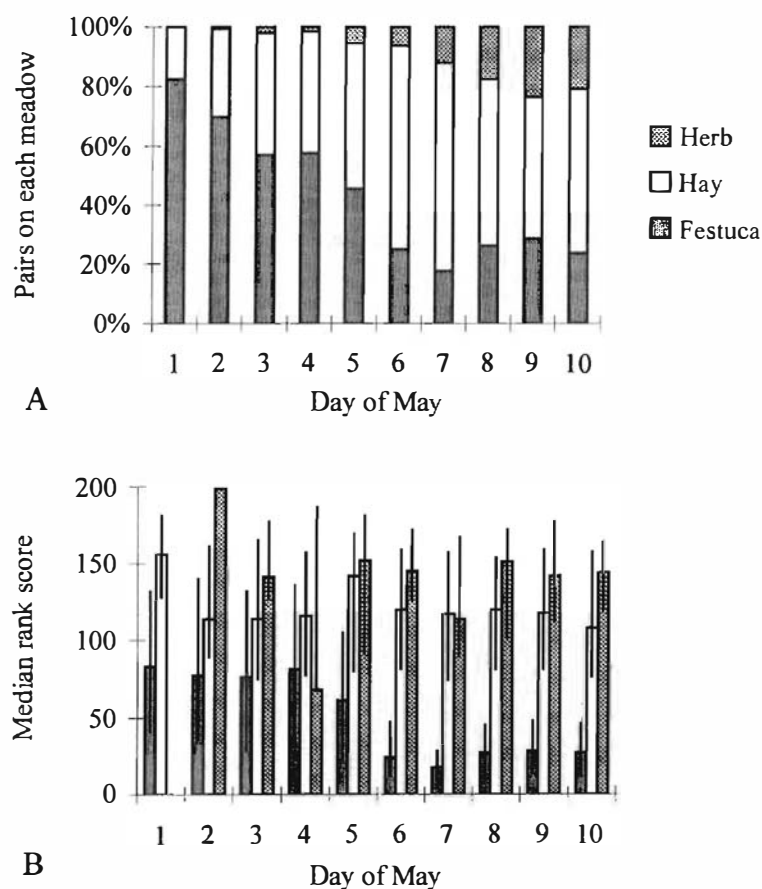 100%
80%
60%
40%
20%
0%
Pairs on each meadow
Herb
Hay
Festuca
1 2 3 4 5 6 7 8 9 10
A
Day of May
200
150
100
50
0
Median rank score
1 2 3 4 5 6 7 8 9 10
B
Day of May